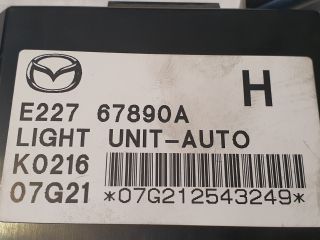 H
E227 67890A
LIGHT UNIT-AUTO
K0216
07G21 *07G212543249*